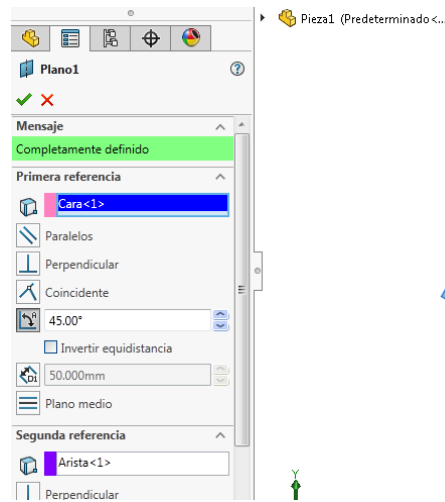 Pieza1 (Predeterminado<...
Plano1
Mensaje
Completamente definido
Primera referencia
Cara<1>
Paralelos
Perpendicular
Coincidente
45.00°
Invertir equidistancia
D1
50.000mm
Plano medio
Segunda referencia
Arista<1>
Perpendicular
Y